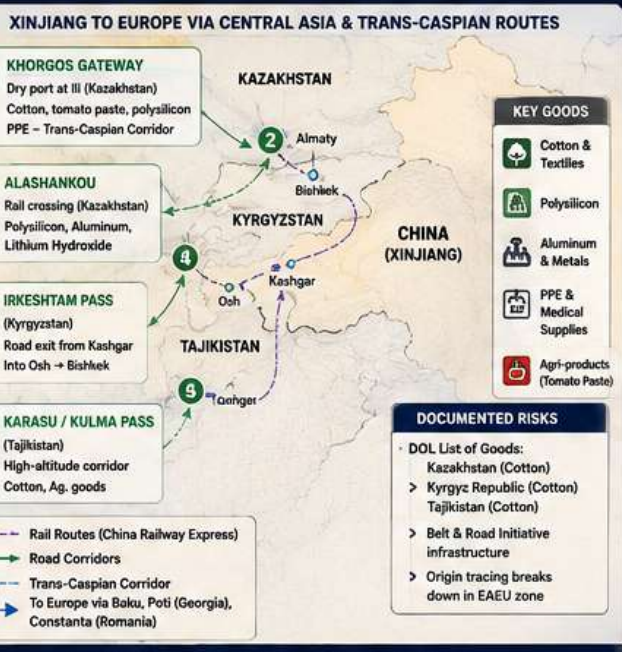 XINJIANG TO EUROPE VIA CENTRAL ASIA & TRANS-CASPIAN ROUTES
KHORGOS GATEWAY
Dry port at Ili (Kazakhstan)
Cotton, tomato paste, polysilicon
PPE – Trans-Caspian Corridor
ALASHANKOU
Rail crossing (Kazakhstan)
Polysilicon, Aluminum,
Lithium Hydroxide
IRKESHTAM PASS
(Kyrgyzstan)
Road exit from Kashgar
Into Osh → Bishkek
KARASU / KULMA PASS
(Tajikistan)
High-altitude corridor
Cotton, Ag. goods
KAZAKHSTAN
2
Almaty
KYRGYZSTAN
CHINA
(XINJIANG)
Kashgar
Osh
TAJIKISTAN
KEY GOODS
Cotton &
Textiles
Polysilicon
Aluminum
& Metals
PPE &
Medical
Supplies
Agri-products
(Tomato Paste)
DOCUMENTED RISKS
· DOL List of Goods:
Kazakhstan (Cotton)
> Kyrgyz Republic (Cotton)
Tajikistan (Cotton)
> Belt & Road Initiative
infrastructure
> Origin tracing breaks
down in EAEU zone
Rail Routes (China Railway Express)
Road Corridors
Trans-Caspian Corridor
To Europe via Baku, Poti (Georgia),
Constanta (Romania)